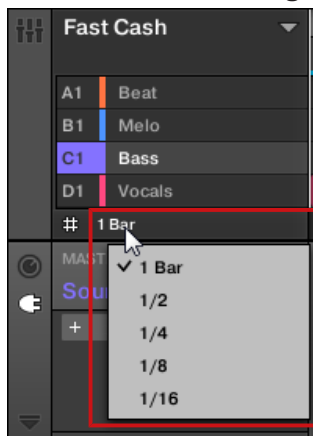 Fast Cash
A1 Beat
B1 Melo
C1 Bass
D1 Vocals
# 1 Bar
MAST
Sou
✓ 1 Bar
1/2
1/4
1/8
1/16
+